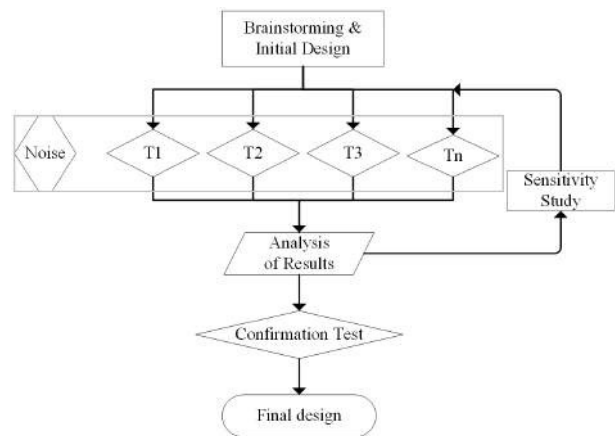 Brainstorming &
Initial Design
Noise
T1
T2
T3
Tn
Sensitivity
Study
Analysis
of Results
Confirmation Test
Final design